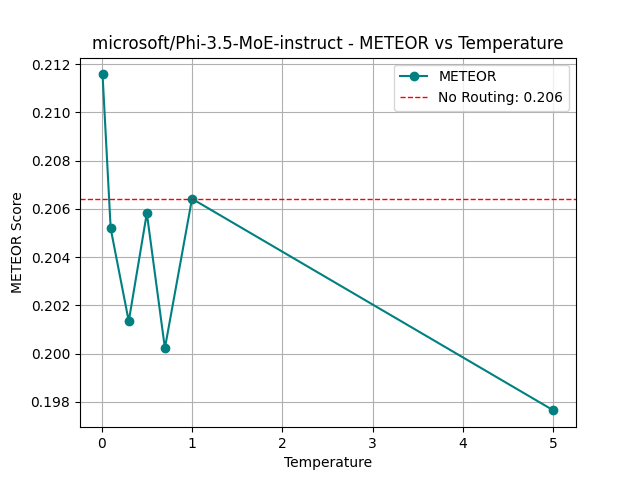 microsoft/Phi-3.5-MoE-instruct - METEOR vs Temperature
METEOR
No Routing: 0.206
METEOR Score
0.212
0.210
0.208
0.206
0.204
0.202
0.200
0.198
0 1 2 3 4 5
Temperature